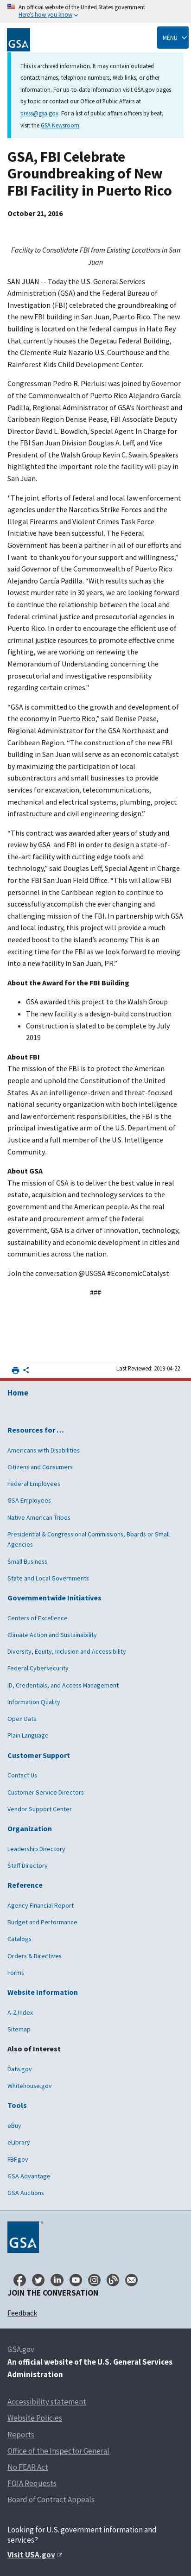 An official website of the United States government
Here's how you know
GSA
MENU
This is archived information. It may contain outdated
contact names, telephone numbers, Web links, or other
information. For up-to-date information visit GSA.gov pages
by topic or contact our Office of Public Affairs at
press@gsa.gov. For a list of public affairs officers by beat,
visit the GSA Newsroom.
GSA, FBI Celebrate
Groundbreaking of New
FBI Facility in Puerto Rico
October 21, 2016
Facility to Consolidate FBI from Existing Locations in San
Juan
SAN JUAN -- Today the U.S. General Services
Administration (GSA) and the Federal Bureau of
Investigation (FBI) celebrated the groundbreaking of
the new FBI building in San Juan, Puerto Rico. The new
building is located outside the federal campus in Hato Rey
that currently houses the Degetau Federal Building,
the Clemente Ruiz Nazario U.S. Courthouse and the
Rainforest Kids Child Development Center.
Congressman Pedro R. Pierluisi was joined by Governor of
the Commonwealth of Puerto Rico Alejandro García
Padilla, Regional Administrator of GSA's Northeast and
Caribbean Region Denise Pease, FBI Associate Deputy
Director David L. Bowdich, Special Agent In Charge for
the FBI San Juan Division Douglas A. Leff, and Vice
President of the Walsh Group Kevin C. Swain. Speakers
highlighted the important role the facility will play in
San Juan.
"The joint efforts of federal and local law enforcement
agencies under the Narcotics Strike Forces and the
Illegal Firearms and Violent Crimes Task Force
Initiative have been successful. The Federal
Government has been a partner in all of our efforts and
I want to thank you for your support and engagement,"
said Governor of the Commonwealth of Puerto Rico
Alejandro García Padilla. "With results such as the lowest
murder rate in many years, I have delegated state
criminal justice and prosecutorial agencies in Puerto
Rico. In order to encourage the efficient use of criminal
justice resources to promote effective crime fighting,
we are working on renewing the Memorandum of
Understanding concerning the prosecutorial and
investigative responsibility regarding certain crimes."
"GSA is committed to the growth and development of
the economy in Puerto Rico," said Denise Pease,
Regional Administrator for the GSA Northeast and
Caribbean Region. "The construction of the new FBI
building in San Juan will have a significant impact by
maximizing the participation of local
subcontractors and small businesses to provide
services for excavation, telecommunications,
electrical and mechanical systems, plumbing, project
infrastructure and civil engineering design."
"This contract was awarded after years of study and
review by GSA and FBI in order to design a state-of-
the-art facility with cutting edge tools and
technology," said Douglas Leff, Special Agent in Charge
of the FBI San Juan Field Office. "This will allow FBI
personnel in the Caribbean region to continue to
successfully accomplish the evergrowing and
challenging mission of the FBI. In partnership with GSA
and local industry, this project will provide a much
needed boost to the island's economy. This is an
exciting time for the FBI as we look forward to moving
into a new facility in San Juan, PR."
About the Award for the FBI Building
• GSA awarded this project to the Walsh Group
• The new facility is a design-build construction
• Construction is slated to be complete by July
2019
About FBI
The mission of the FBI is to protect the American
people and uphold the Constitution of the United
States. As an intelligence-driven and threat-focused
national security organization with both intelligence
and law enforcement responsibilities, the FBI is the
principal investigative arm of the U.S. Department of
Justice and a full member of the U.S. Intelligence
Community.
About GSA
The mission of GSA is to deliver the best value in real
estate, acquisition and technology services to
government and the American people. As the real
estate and procurement arm of the federal
government, GSA is a driver of innovation, technology,
sustainability and economic catalyst in communities
across this nation.
Join the conversation @USGSA #EconomicCatalyst
###
Last Reviewed: 2019-04-22
Home
Resources for …
Americans with Disabilities
Citizens and Consumers
Federal Employees
GSA Employees
Native American Tribes
Presidential & Congressional Commissions, Boards or Small
Agencies
Small Business
State and Local Governments
Governmentwide Initiatives
Centers of Excellence
Climate Action and Sustainability
Diversity, Equity, Inclusion and Accessibility
Federal Cybersecurity
ID, Credentials, and Access Management
Information Quality
Open Data
Plain Language
Customer Support
Contact Us
Customer Service Directors
Vendor Support Center
Organization
Leadership Directory
Staff Directory
Reference
Agency Financial Report
Budget and Performance
Catalogs
Orders & Directives
Forms
Website Information
A-Z Index
Sitemap
Also of Interest
Data.gov
Whitehouse.gov
Tools
eBuy
eLibrary
FBF.gov
GSA Advantage
GSA Auctions
GSA
JOIN THE CONVERSATION
Feedback
GSA.gov
An official website of the U.S. General Services
Administration
Accessibility statement
Website Policies
Reports
Office of the Inspector General
No FEAR Act
FOIA Requests
Board of Contract Appeals
Looking for U.S. government information and
services?
Visit USA.gov